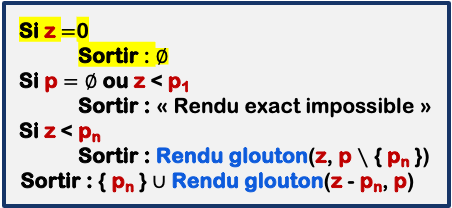 Si z =0
Sortir : ∅
Si p = ∅ ou z < p₁
Sortir : « Rendu exact impossible »
Si z < pₙ
Sortir : Rendu glouton(z, p \ { pₙ })
Sortir : { pₙ } ∪ Rendu glouton(z - pₙ, p)